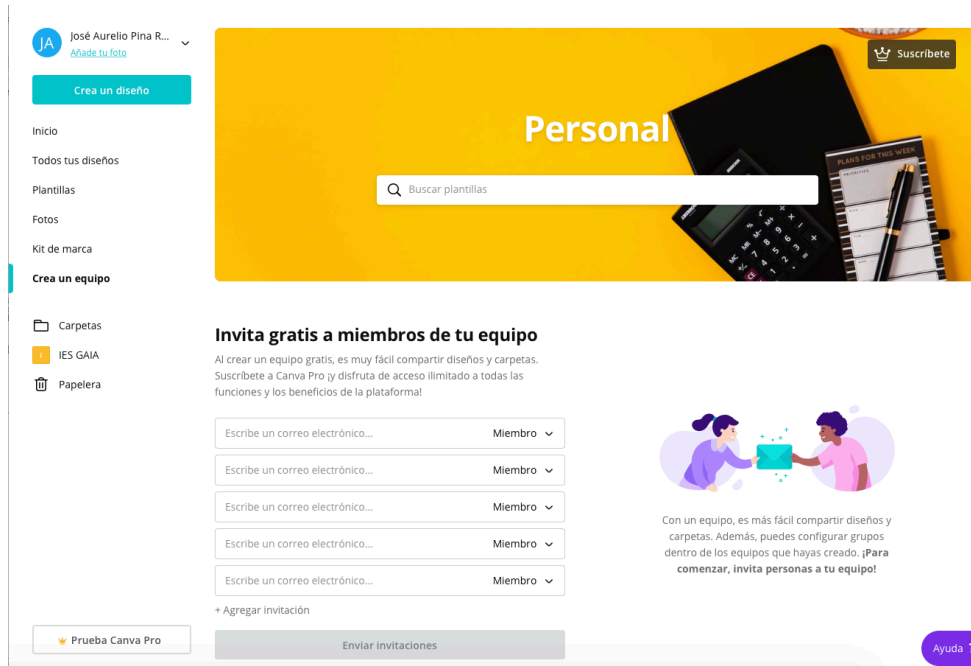 JA
José Aurelio Pina R...
Añade tu foto
Crea un diseño
Inicio
Todos tus diseños
Plantillas
Fotos
Kit de marca
Crea un equipo
Carpetas
IES GAIA
Papelera
Prueba Canva Pro
Suscríbete
Personal
Buscar plantillas
PLANS FOR THIS WEEK
PRIORITIES
Invita gratis a miembros de tu equipo
Al crear un equipo gratis, es muy fácil compartir diseños y carpetas.
Suscríbete a Canva Pro ¡y disfruta de acceso ilimitado a todas las
funciones y los beneficios de la plataforma!
Escribe un correo electrónico... Miembro
Escribe un correo electrónico... Miembro
Escribe un correo electrónico... Miembro
Escribe un correo electrónico... Miembro
Escribe un correo electrónico... Miembro
+ Agregar invitación
Enviar invitaciones
Con un equipo, es más fácil compartir diseños y
carpetas. Además, puedes configurar grupos
dentro de los equipos que hayas creado. ¡Para
comenzar, invita personas a tu equipo!
Ayuda ?